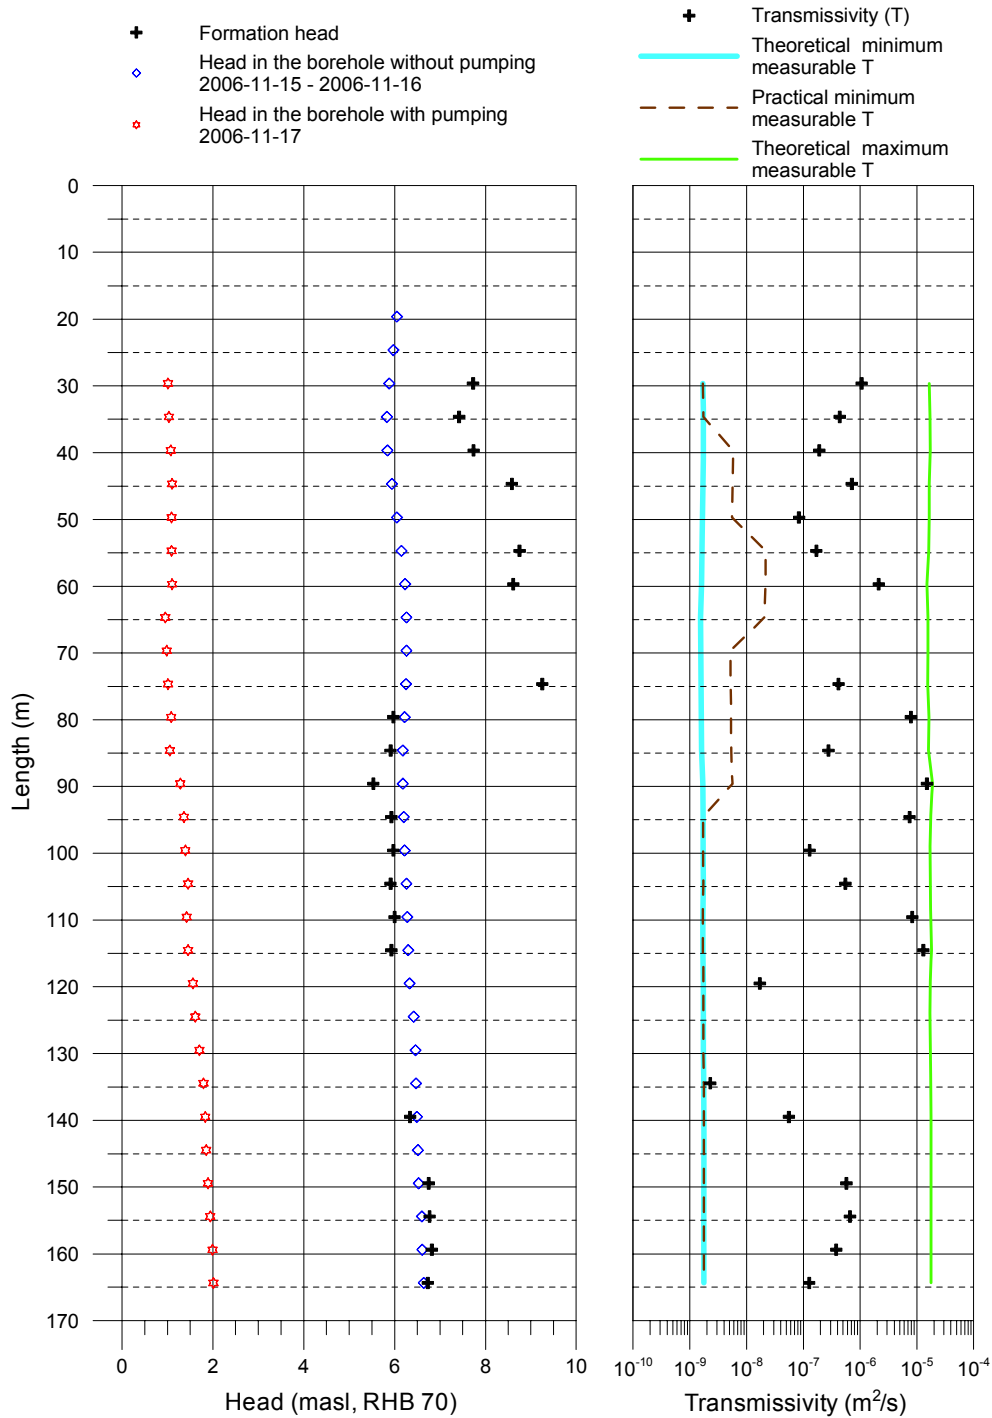 Formation head
Head in the borehole without pumping
2006-11-15 - 2006-11-16
Head in the borehole with pumping
2006-11-17
Transmissivity (T)
Theoretical minimum
measurable T
Practical minimum
measurable T
Theoretical maximum
measurable T
0
10
20
30
40
50
60
70
80
90
100
110
120
130
140
150
160
170
Length (m)
0 2 4 6 8 10
Head (masl, RHB 70)
10⁻¹⁰ 10⁻⁹ 10⁻⁸ 10⁻⁷ 10⁻⁶ 10⁻⁵ 10⁻⁴
Transmissivity (m²/s)